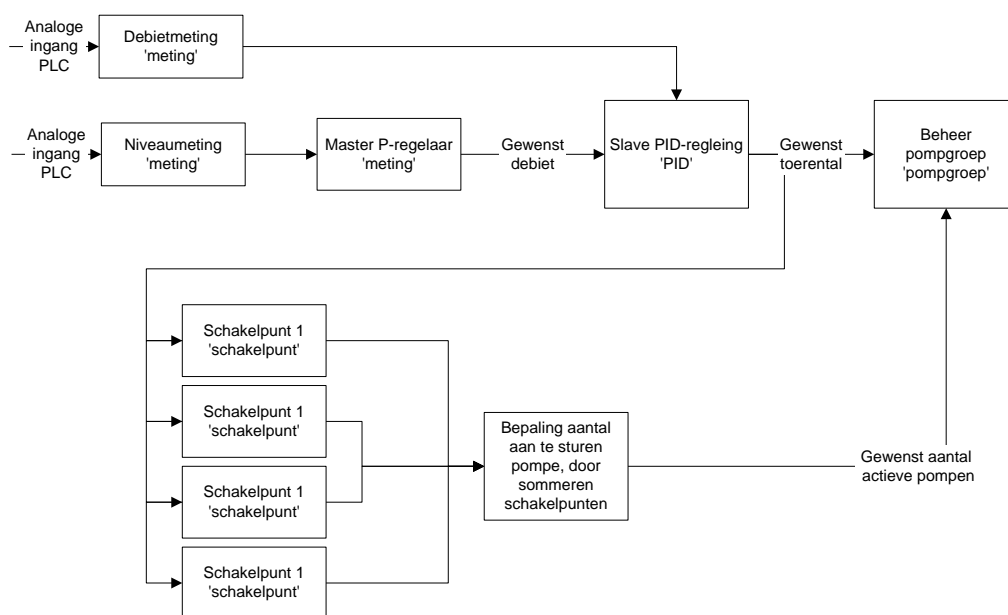 Analoge
ingang
PLC
Debietmeting
'meting'
Analoge
ingang
PLC
Niveaumeting
'meting'
Master P-regelaar
'meting'
Gewenst
debiet
Slave PID-regleing
'PID'
Gewenst
toerental
Beheer
pompgroep
'pompgroep'
Schakelpunt 1
'schakelpunt'
Schakelpunt 1
'schakelpunt'
Schakelpunt 1
'schakelpunt'
Schakelpunt 1
'schakelpunt'
Bepaling aantal
aan te sturen
pompe, door
sommeren
schakelpunten
Gewenst aantal
actieve pompen